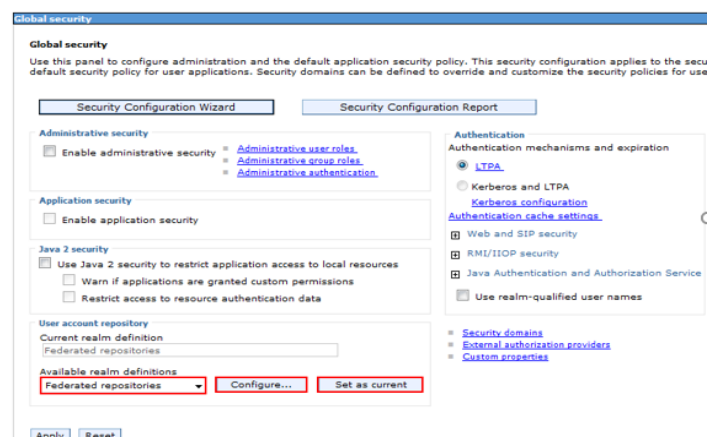 Global security
Global security
Use this panel to configure administration and the default application security policy. This security configuration applies to the secu
default security policy for user applications. Security domains can be defined to override and customize the security policies for use
Security Configuration Wizard
Security Configuration Report
Administrative security
Enable administrative security
Administrative user roles
Administrative group roles
Administrative authentication
Application security
Enable application security
Java 2 security
Use Java 2 security to restrict application access to local resources
Warn if applications are granted custom permissions
Restrict access to resource authentication data
User account repository
Current realm definition
Federated repositories
Available realm definitions
Federated repositories
Configure...
Set as current
Apply
Reset
Authentication
Authentication mechanisms and expiration
LTPA
Kerberos and LTPA
Kerberos configuration
Authentication cache settings
Web and SIP security
RMI/IIOP security
Java Authentication and Authorization Service
Use realm-qualified user names
Security domains
External authorization providers
Custom properties